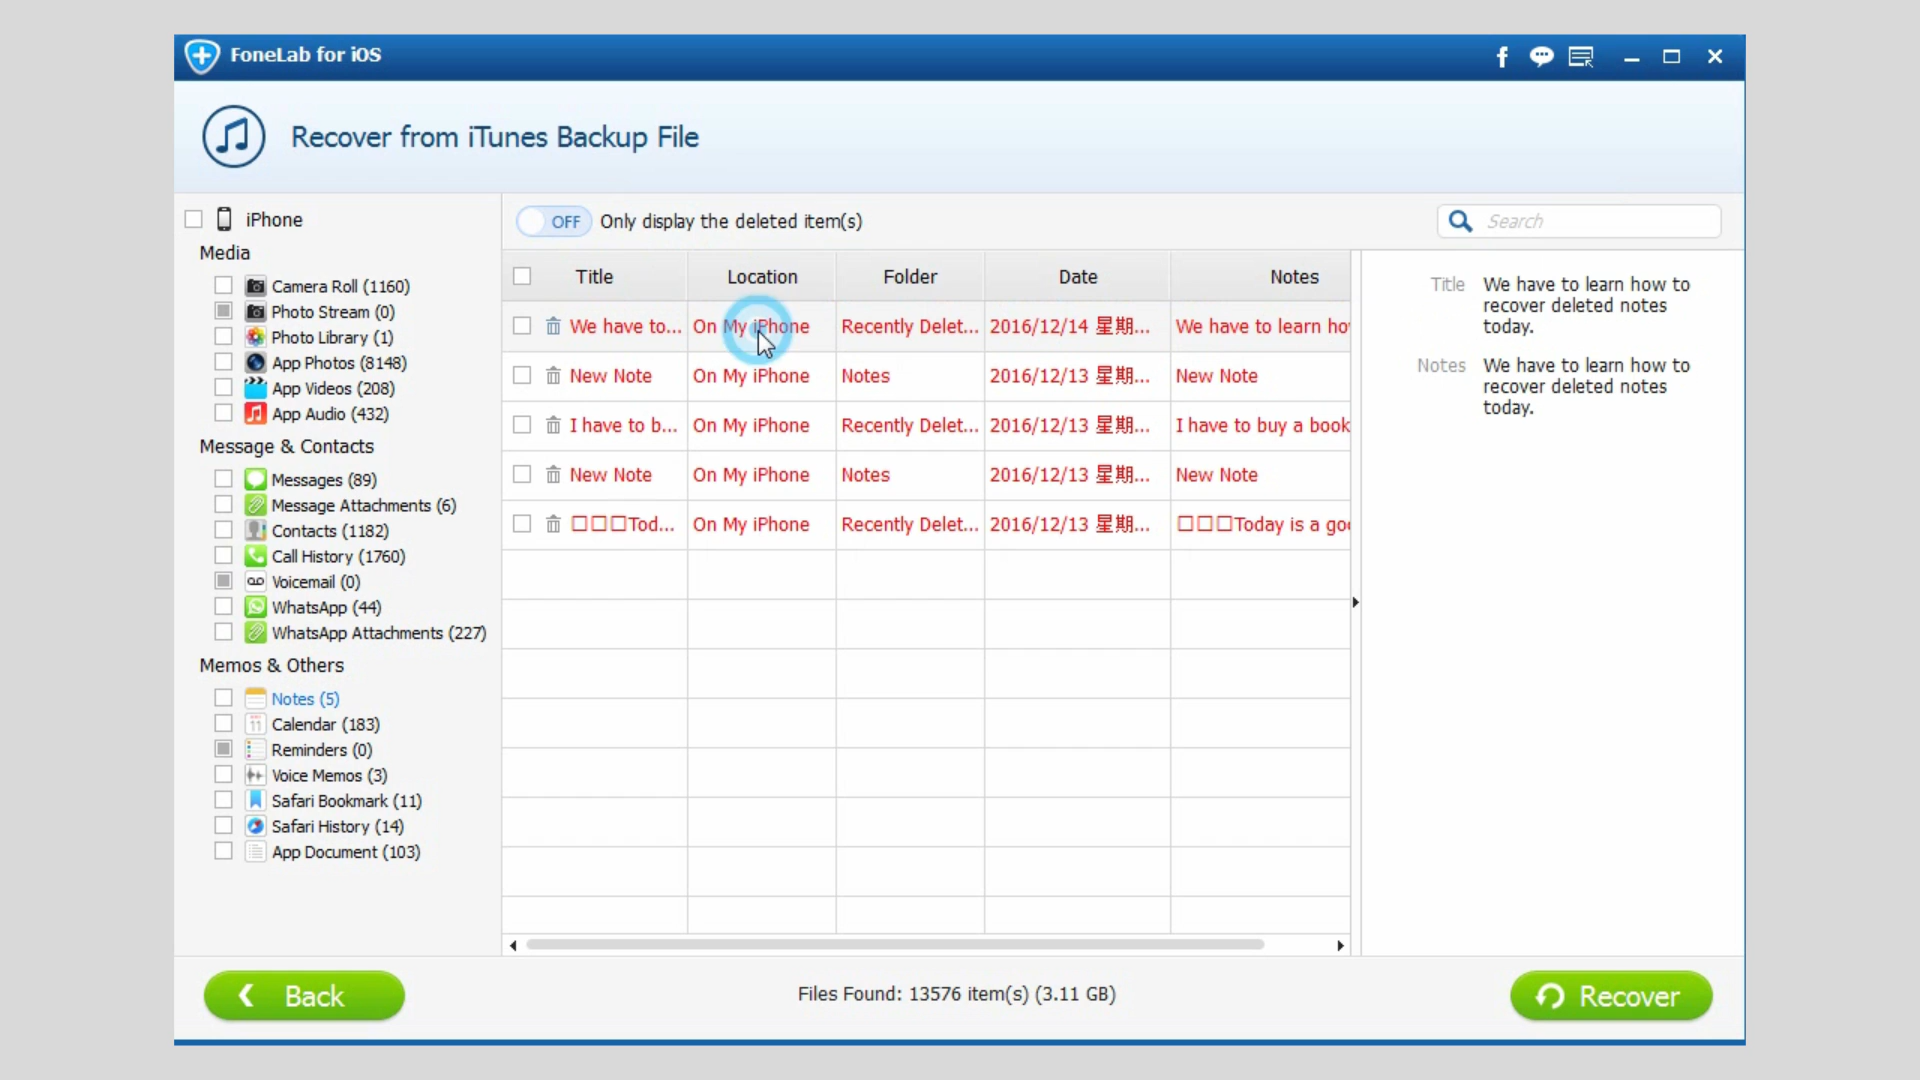 FoneLab for iOS
Recover from iTunes Backup File
iPhone
Media
Camera Roll (1160)
Photo Stream (0)
Photo Library (1)
App Photos (8148)
App Videos (208)
App Audio (432)
Message & Contacts
Messages (89)
Message Attachments (6)
Contacts (1182)
Call History (1760)
Voicemail (0)
WhatsApp (44)
WhatsApp Attachments (227)
Memos & Others
Notes (5)
Calendar (183)
Reminders (0)
Voice Memos (3)
Safari Bookmark (11)
Safari History (14)
App Document (103)
OFF Only display the deleted item(s)
Search
Title Location Folder Date Notes
We have to... On My iPhone Recently Delet... 2016/12/14 星期... We have to learn ho
New Note On My iPhone Notes 2016/12/13 星期... New Note
I have to b... On My iPhone Recently Delet... 2016/12/13 星期... I have to buy a book
New Note On My iPhone Notes 2016/12/13 星期... New Note
□□□Tod... On My iPhone Recently Delet... 2016/12/13 星期... □□□Today is a goo
Title We have to learn how to
recover deleted notes
today.
Notes We have to learn how to
recover deleted notes
today.
Back
Files Found: 13576 item(s) (3.11 GB)
Recover